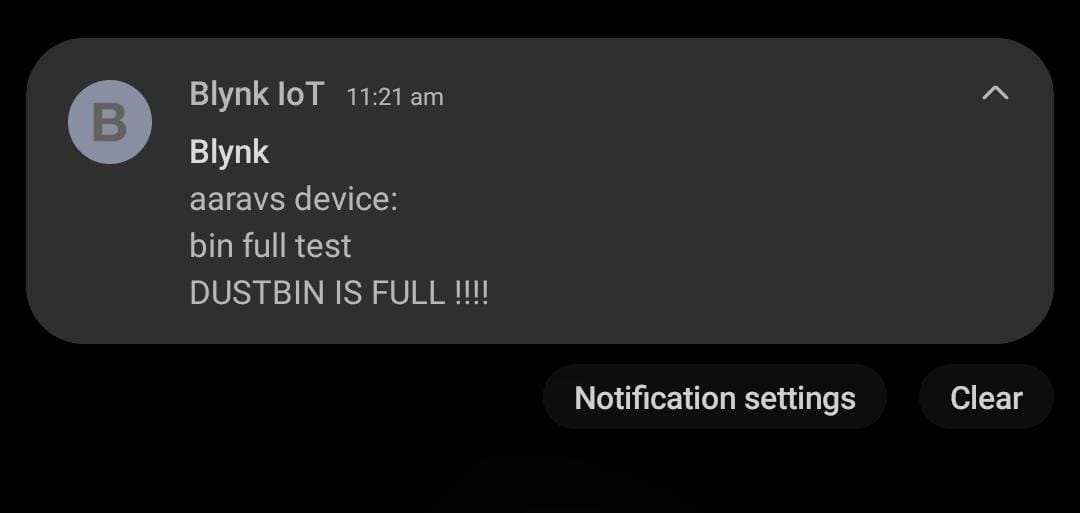 B
Blynk IoT 11:21 am
Blynk
aaravs device:
bin full test
DUSTBIN IS FULL !!!!
Notification settings
Clear